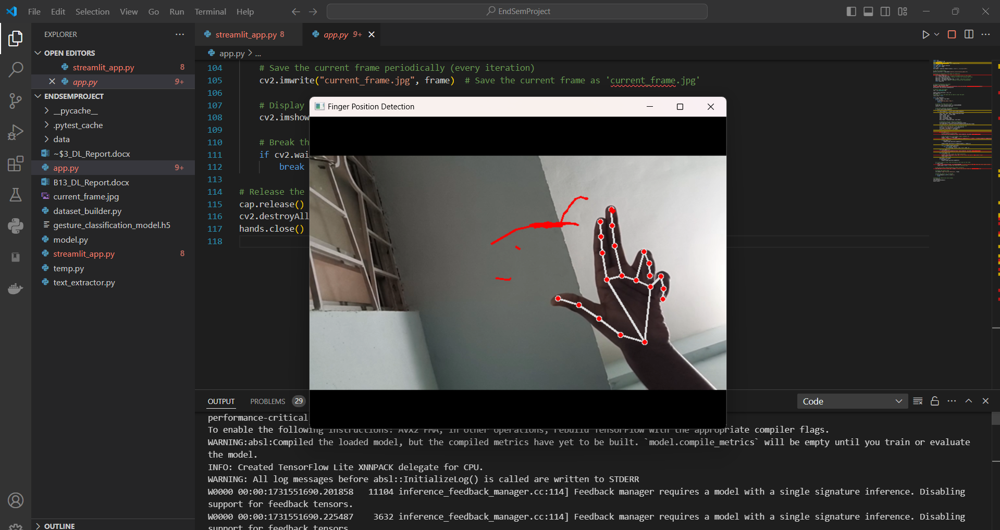 File Edit Selection View Go Run Terminal Help
EndSemProject
EXPLORER
OPEN EDITORS
streamlit_app.py 8
app.py 9+
ENDSEMPROJECT
__pycache__
.pytest_cache
data
~$3_DL_Report.docx
app.py 9+
B13_DL_Report.docx
current_frame.jpg
dataset_builder.py
gesture_classification_model.h5
model.py
streamlit_app.py 8
temp.py
text_extractor.py
OUTLINE
streamlit_app.py 8 app.py 9+
app.py > ...
104 # Save the current frame periodically (every iteration)
105 cv2.imwrite("current_frame.jpg", frame) # Save the current frame as 'current_frame.jpg'
106
107 # Display
108 cv2.imshow
109
110 # Break th
111 if cv2.wai
112 break
113
114 # Release the
115 cap.release()
116 cv2.destroyAll
117 hands.close()
118
Finger Position Detection
OUTPUT PROBLEMS 29
Code
performance-critical
To enable the following instructions: AVX2 FMA, in other operations, rebuild TensorFlow with the appropriate compiler flags.
WARNING:absl:Compiled the loaded model, but the compiled metrics have yet to be built. `model.compile_metrics` will be empty until you train or evaluate
the model.
INFO: Created TensorFlow Lite XNNPACK delegate for CPU.
WARNING: All log messages before absl::InitializeLog() is called are written to STDERR
W0000 00:00:1731551690.201858 11104 inference_feedback_manager.cc:114] Feedback manager requires a model with a single signature inference. Disabling
support for feedback tensors.
W0000 00:00:1731551690.225487 3632 inference_feedback_manager.cc:114] Feedback manager requires a model with a single signature inference. Disabling
support for feedback tensors.